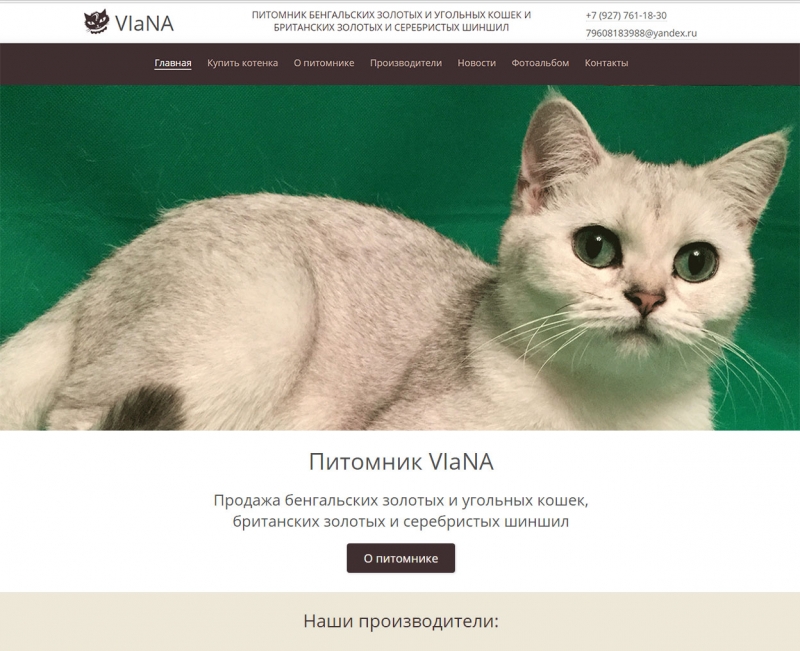 VIaNA
ПИТОМНИК БЕНГАЛЬСКИХ ЗОЛОТЫХ И УГОЛЬНЫХ КОШЕК И
БРИТАНСКИХ ЗОЛОТЫХ И СЕРЕБРИСТЫХ ШИНШИЛ
+7 (927) 761-18-30
79608183988@yandex.ru
Главная Купить котенка О питомнике Производители Новости Фотоальбом Контакты
Питомник VIaNA
Продажа бенгальских золотых и угольных кошек,
британских золотых и серебристых шиншил
О питомнике
Наши производители: